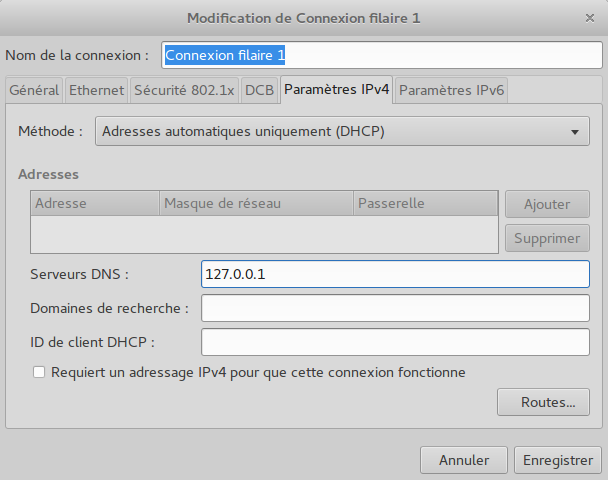 Modification de Connexion filaire 1
Nom de la connexion : Connexion filaire 1
Général Ethernet Sécurité 802.1x DCB Paramètres IPv4 Paramètres IPv6
Méthode : Adresses automatiques uniquement (DHCP)
Adresses
Adresse Masque de réseau Passerelle Ajouter
Supprimer
Serveurs DNS : 127.0.0.1
Domaines de recherche :
ID de client DHCP :
Requiert un adressage IPv4 pour que cette connexion fonctionne
Routes...
Annuler Enregistrer